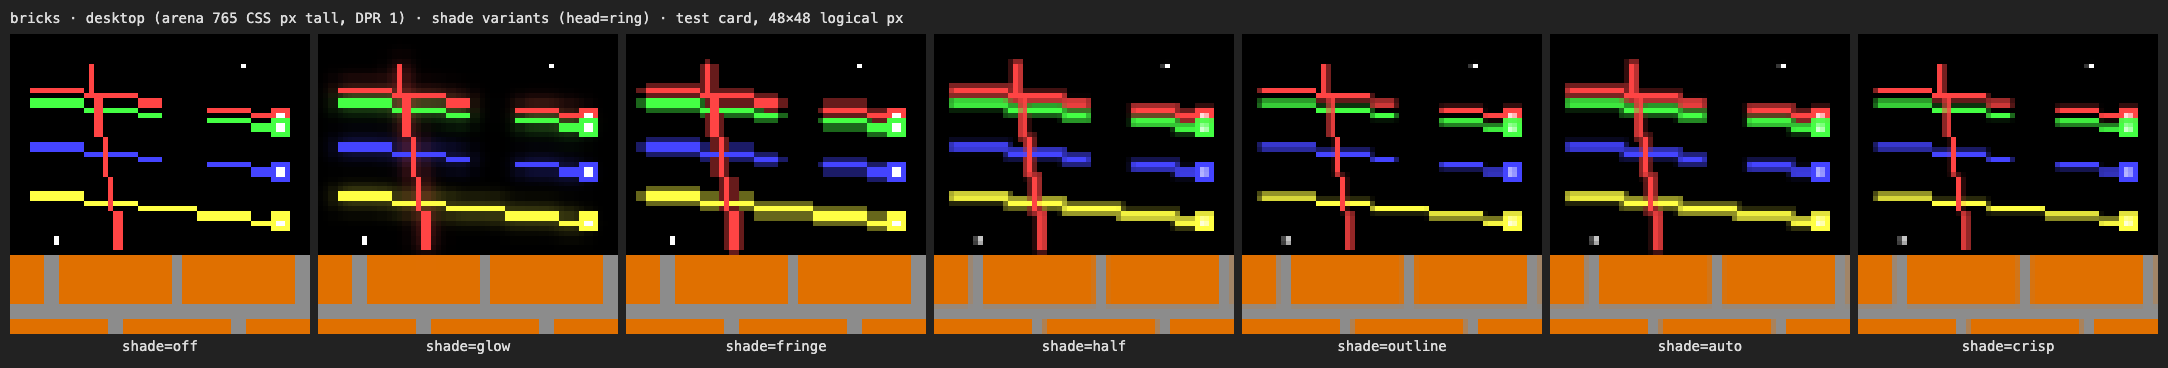 bricks · desktop (arena 765 CSS px tall, DPR 1) · shade variants (head=ring) · test card, 48×48 logical px
shade=off shade=glow shade=fringe shade=half shade=outline shade=auto shade=crisp